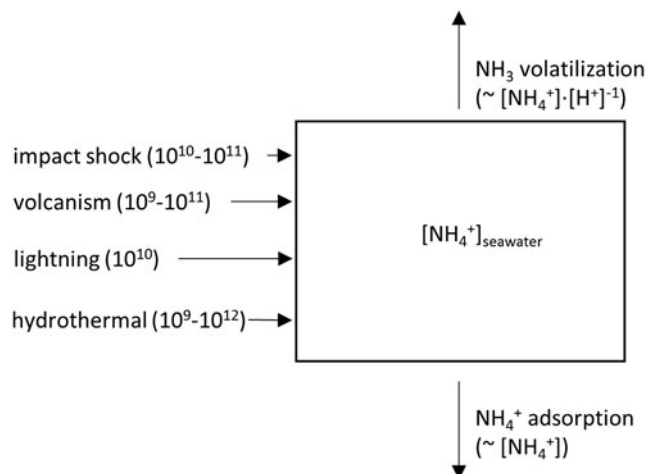 NH₃ volatilization
(~ [NH₄⁺]·[H⁺]⁻¹)
impact shock (10¹⁰-10¹¹)
volcanism (10⁹-10¹¹)
lightning (10¹⁰)
hydrothermal (10⁹-10¹²)
[NH₄⁺]seawater
NH₄⁺ adsorption
(~ [NH₄⁺])